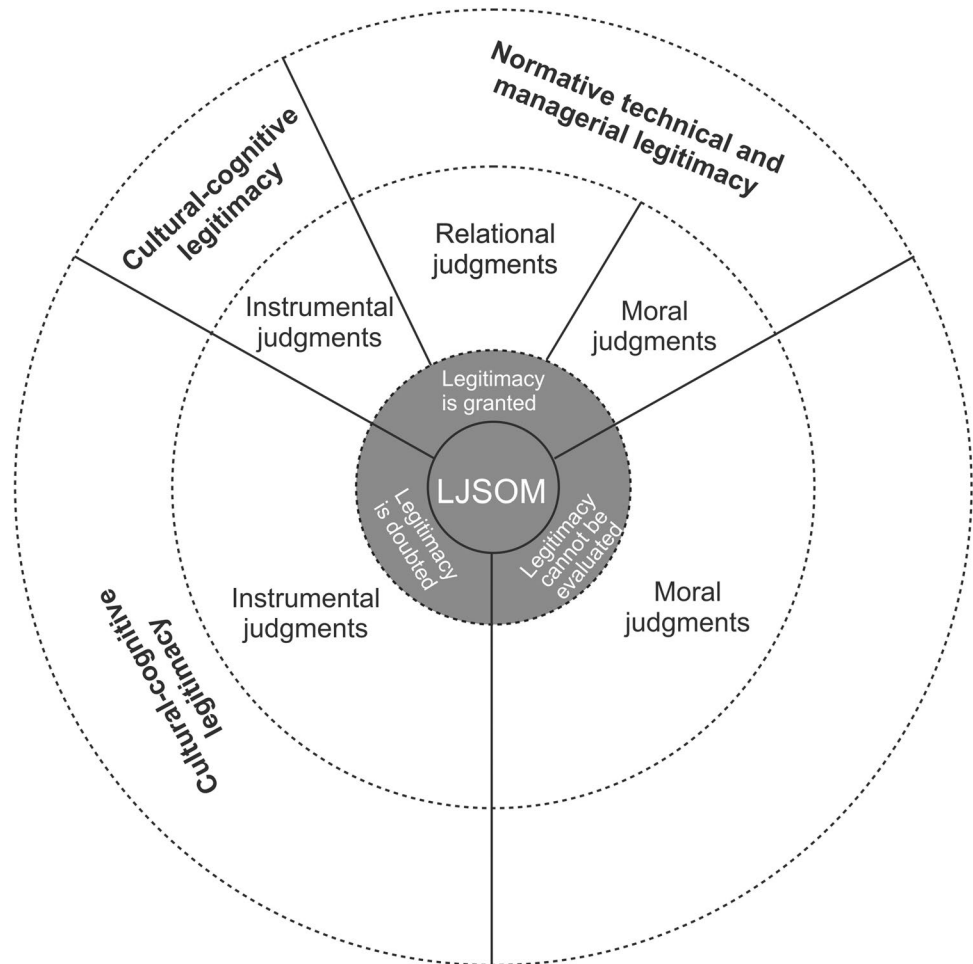 Normative technical and
managerial legitimacy
Cultural-cognitive
legitimacy
Relational
judgments
Instrumental
judgments
Moral
judgments
Legitimacy
is granted
LJSOM
Legitimacy
is doubted
Legitimacy
cannot be
evaluated
Instrumental
judgments
Moral
judgments
Cultural-cognitive
legitimacy